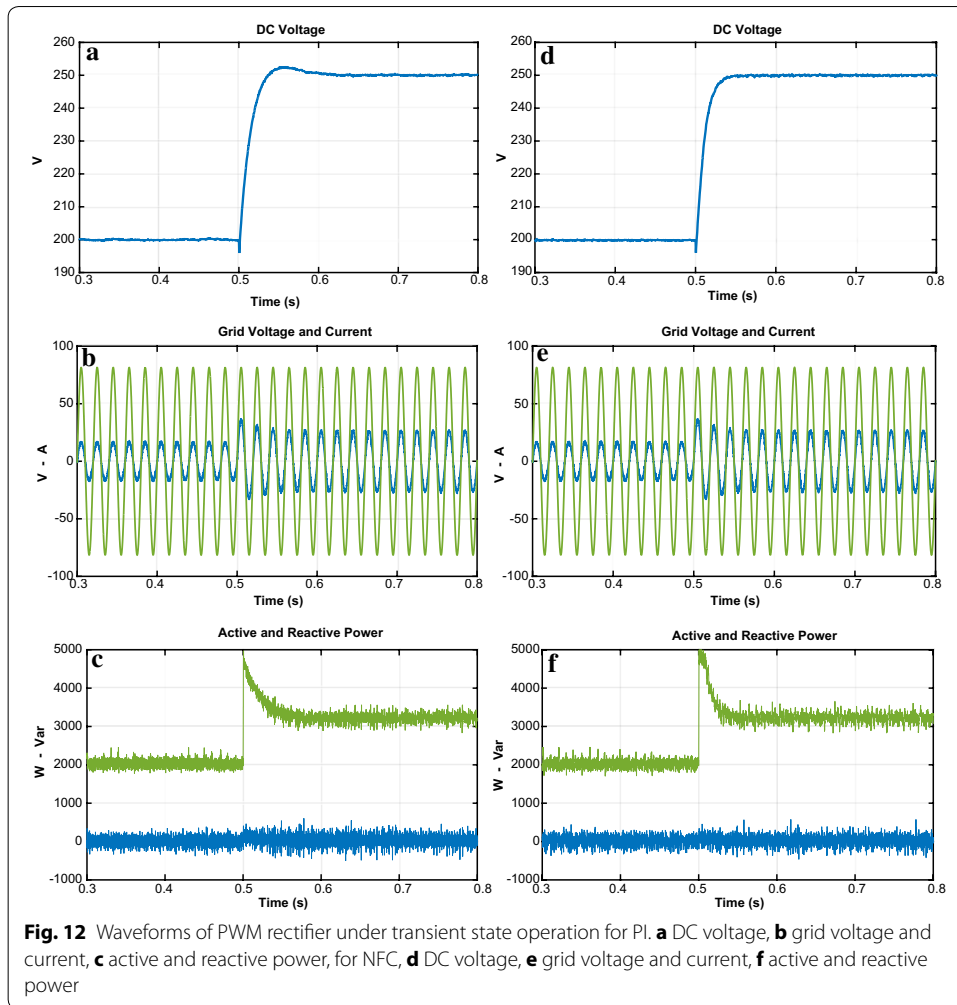 DC Voltage
a
260
250
240
230
220
210
200
190
V
0.3 0.4 0.5 0.6 0.7 0.8
Time (s)
DC Voltage
d
260
250
240
230
220
210
200
190
V
0.3 0.4 0.5 0.6 0.7 0.8
Time (s)
Grid Voltage and Current
b
100
50
0
-50
-100
V - A
0.3 0.4 0.5 0.6 0.7 0.8
Time (s)
Grid Voltage and Current
e
100
50
0
-50
-100
V - A
0.3 0.4 0.5 0.6 0.7 0.8
Time (s)
Active and Reactive Power
c
5000
4000
3000
2000
1000
0
-1000
W - Var
0.3 0.4 0.5 0.6 0.7 0.8
Time (s)
Active and Reactive Power
f
5000
4000
3000
2000
1000
0
-1000
W - Var
0.3 0.4 0.5 0.6 0.7 0.8
Time (s)
Fig. 12 Waveforms of PWM rectifier under transient state operation for PI. a DC voltage, b grid voltage and
current, c active and reactive power, for NFC, d DC voltage, e grid voltage and current, f active and reactive
power